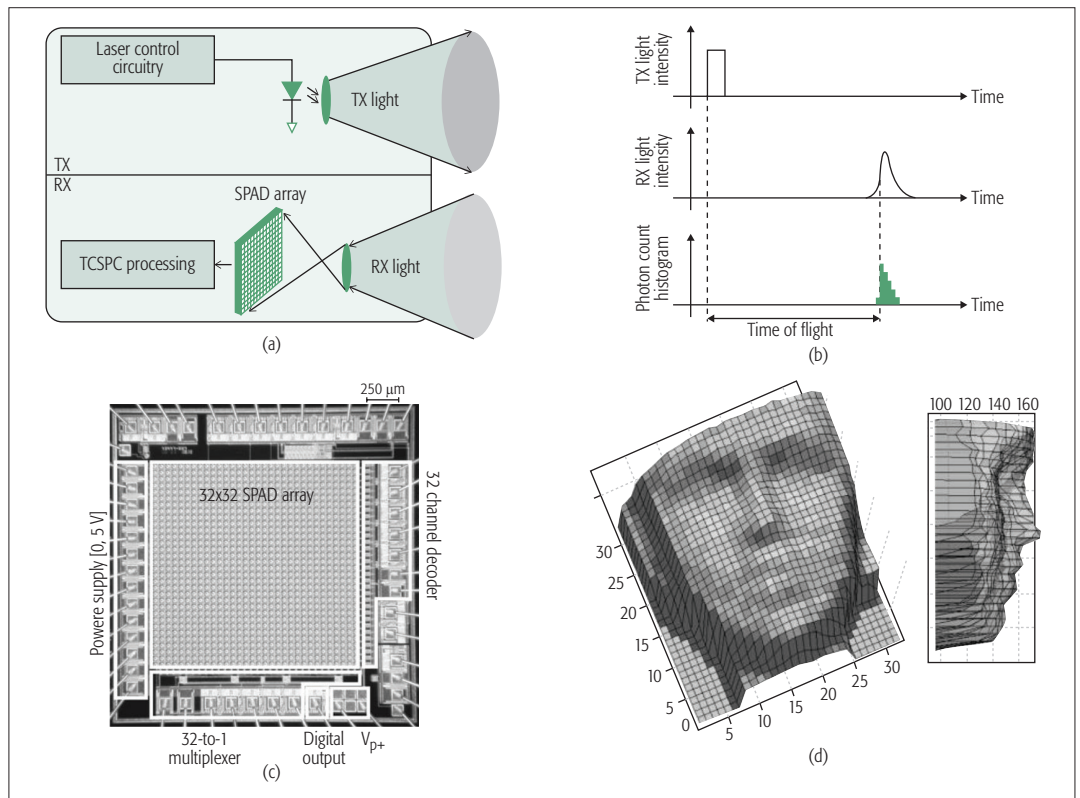 Laser control
circuitry
TX light
TX
RX
SPAD array
TCSPC processing
RX light
(a)
TX light
intensity
Time
RX light
intensity
Time
Photon count
histogram
Time
Time of flight
(b)
250 µm
32x32 SPAD array
Powere supply [0, 5 V]
32 channel decoder
32-to-1
multiplexer
Digital
output
Vp+
(c)
30
25
20
15
10
5
0
5
10
15
20
25
30
100 120 140 160
(d)